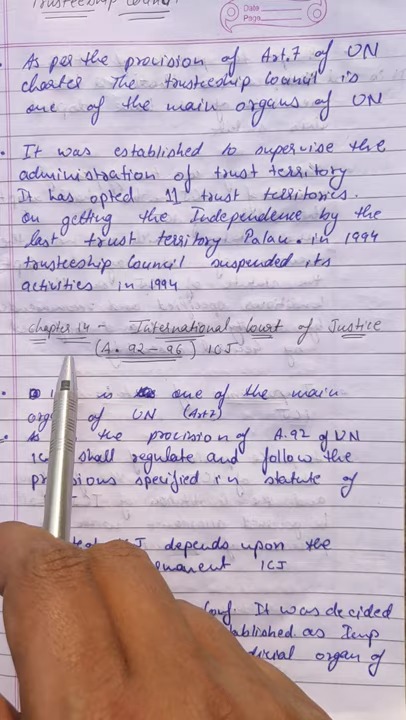 Trusteeship Council
Date
Page
• As per the provision of Art.7 of UN
charter The trusteeship Council is
one of the main organs of UN
• It was established to supervise the
administration of trust territory
It has opted 11 trust territories.
on getting the Independence by the
last trust territory Palau. in 1994
trusteeship Council suspended its
activities in 1994
Chapter 14 - International Court of Justice
(A. 92 - 96) ICJ
• is one of the main
of UN (Art7)
• the provision of A.92 of UN
shall regulate and follow the
specified in statute of
depends upon the
ICJ
It was decided
as
organ of